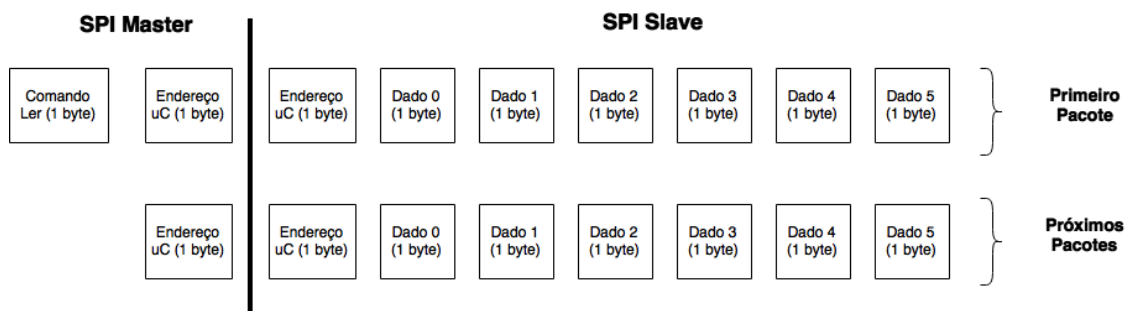 SPI Master
SPI Slave
Comando
Ler (1 byte)
Endereço
uC (1 byte)
Endereço
uC (1 byte)
Dado 0
(1 byte)
Dado 1
(1 byte)
Dado 2
(1 byte)
Dado 3
(1 byte)
Dado 4
(1 byte)
Dado 5
(1 byte)
Primeiro
Pacote
Endereço
uC (1 byte)
Endereço
uC (1 byte)
Dado 0
(1 byte)
Dado 1
(1 byte)
Dado 2
(1 byte)
Dado 3
(1 byte)
Dado 4
(1 byte)
Dado 5
(1 byte)
Próximos
Pacotes